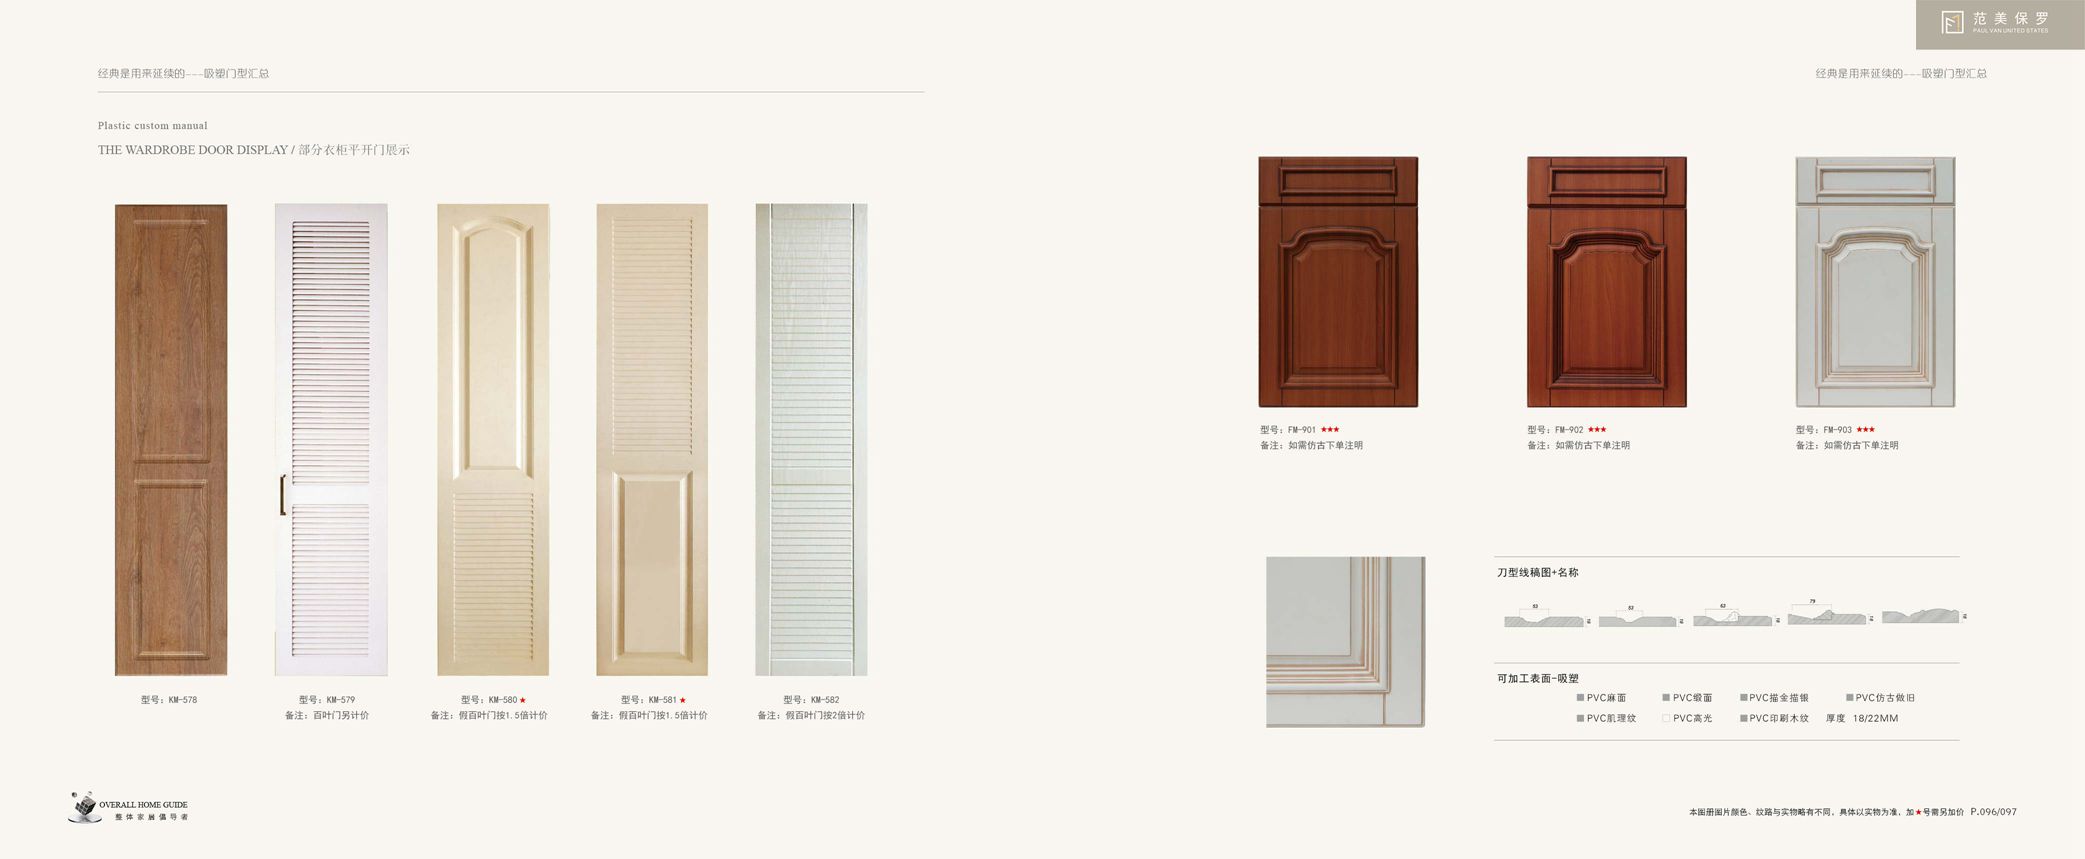 范美保罗
PAUL VAN UNITED STATES
经典是用来延续的---吸塑门型汇总
经典是用来延续的---吸塑门型汇总
Plastic custom manual
THE WARDROBE DOOR DISPLAY / 部分衣柜平开门展示
型号：KM-578
型号：KM-579
备注：百叶门另计价
型号：KM-580 ★
备注：假百叶门按1.5倍计价
型号：KM-581 ★
备注：假百叶门按1.5倍计价
型号：KM-582
备注：假百叶门按2倍计价
型号：FM-901 ★★★
备注：如需仿古下单注明
型号：FM-902 ★★★
备注：如需仿古下单注明
型号：FM-903 ★★★
备注：如需仿古下单注明
刀型线稿图+名称
79
可加工表面-吸塑
PVC麻面 PVC缎面 PVC描金描银 PVC仿古做旧
PVC肌理纹 PVC高光 PVC印刷木纹 厚度 18/22MM
OVERALL HOME GUIDE
整体家居倡导者
本图册图片颜色、纹路与实物略有不同，具体以实物为准，加★号需另加价 P.096/097